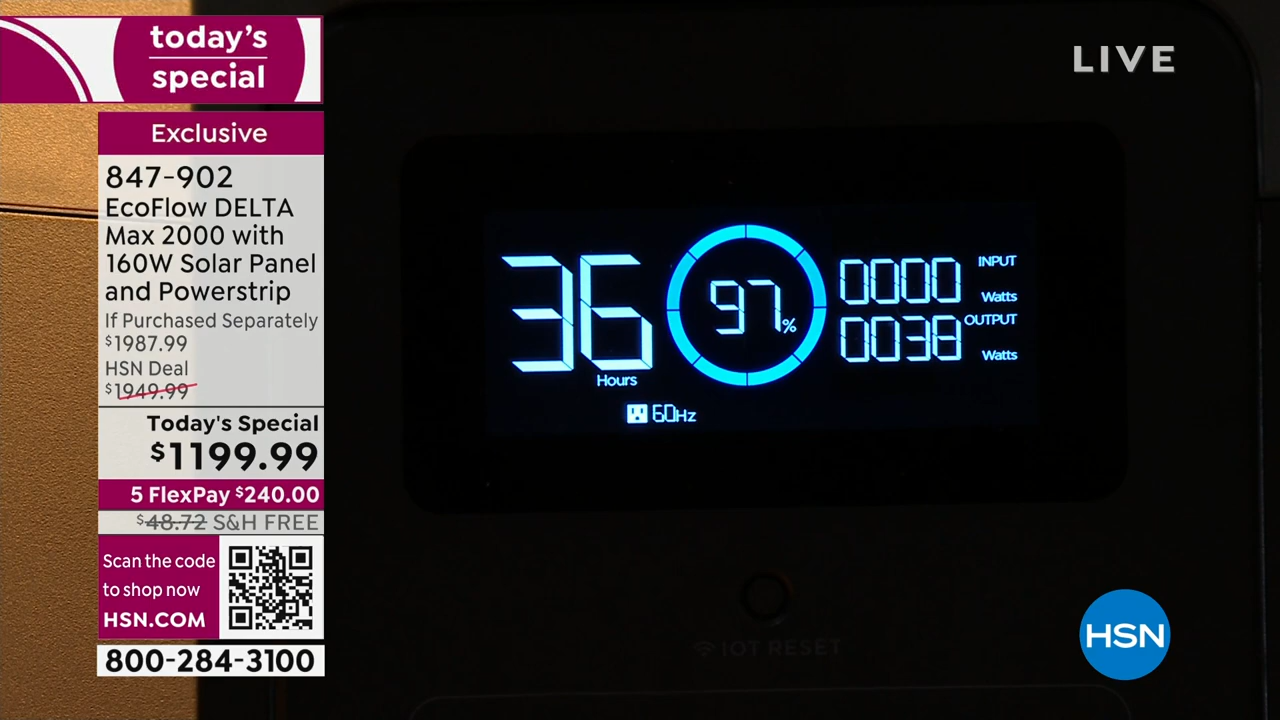 today's
special
LIVE
Exclusive
847-902
EcoFlow DELTA
Max 2000 with
160W Solar Panel
and Powerstrip
If Purchased Separately
$1987.99
HSN Deal
$1949.99
Today's Special
$1199.99
5 FlexPay $240.00
$48.72 S&H FREE
Scan the code
to shop now
HSN.COM
800-284-3100
36
Hours
97%
0000
INPUT
Watts
0038
OUTPUT
Watts
60Hz
IOT RESET
HSN